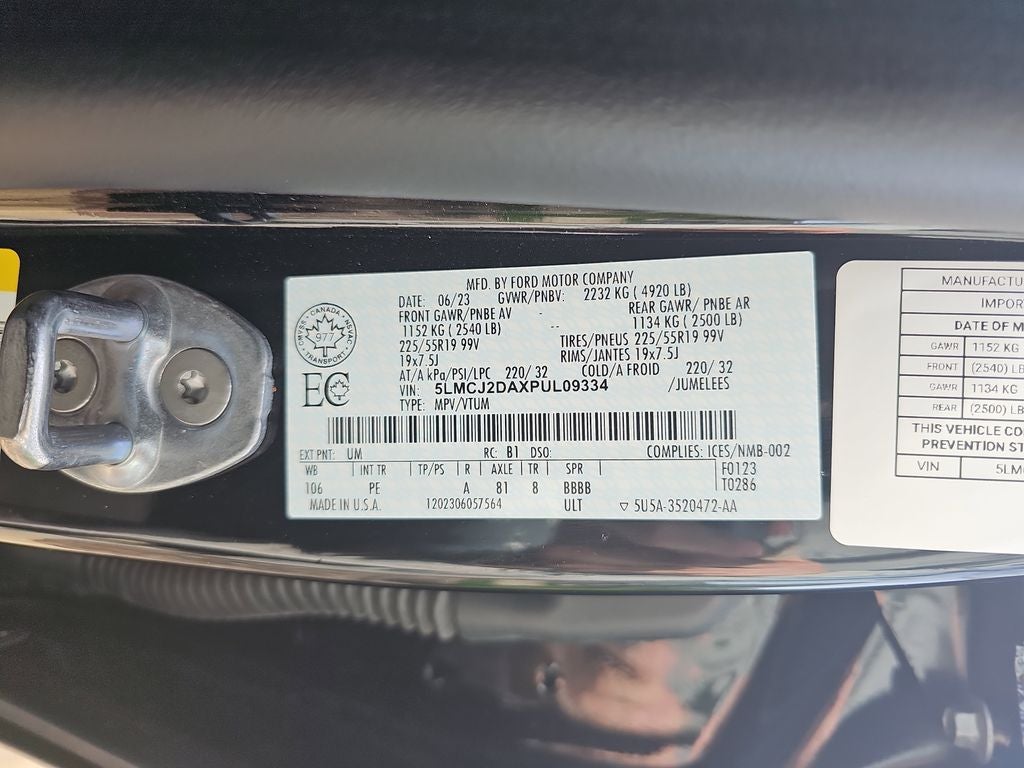 MFD. BY FORD MOTOR COMPANY
DATE: 06/23 GVWR/PNBV: 2232 KG ( 4920 LB)
FRONT GAWR/PNBE AV REAR GAWR/ PNBE AR
1152 KG ( 2540 LB) -- 1134 KG ( 2500 LB)
225/55R19 99V TIRES/PNEUS 225/55R19 99V
19x7.5J RIMS/JANTES 19x7.5J
AT/A kPa/PSI/LPC 220/ 32 COLD/A FROID 220/ 32
VIN: 5LMCJ2DAXPUL09334 /JUMELEES
TYPE: MPV/VTUM
CANADA
CMVSS NSVAC
977
TRANSPORT
EC
EXT PNT: UM RC: B1 DSO: COMPLIES: ICES/NMB-002
WB INT TR TP/PS R AXLE TR SPR F0123
106 PE A 81 8 BBBB T0286
MADE IN U.S.A. 1202306057564 ULT ▽ 5U5A-3520472-AA
MANUFACTU
IMPOR
DATE OF M
GAWR 1152 KG
FRONT (2540) LB
GAWR 1134 KG
REAR (2500) LB
THIS VEHICLE CO
PREVENTION ST
VIN 5LM